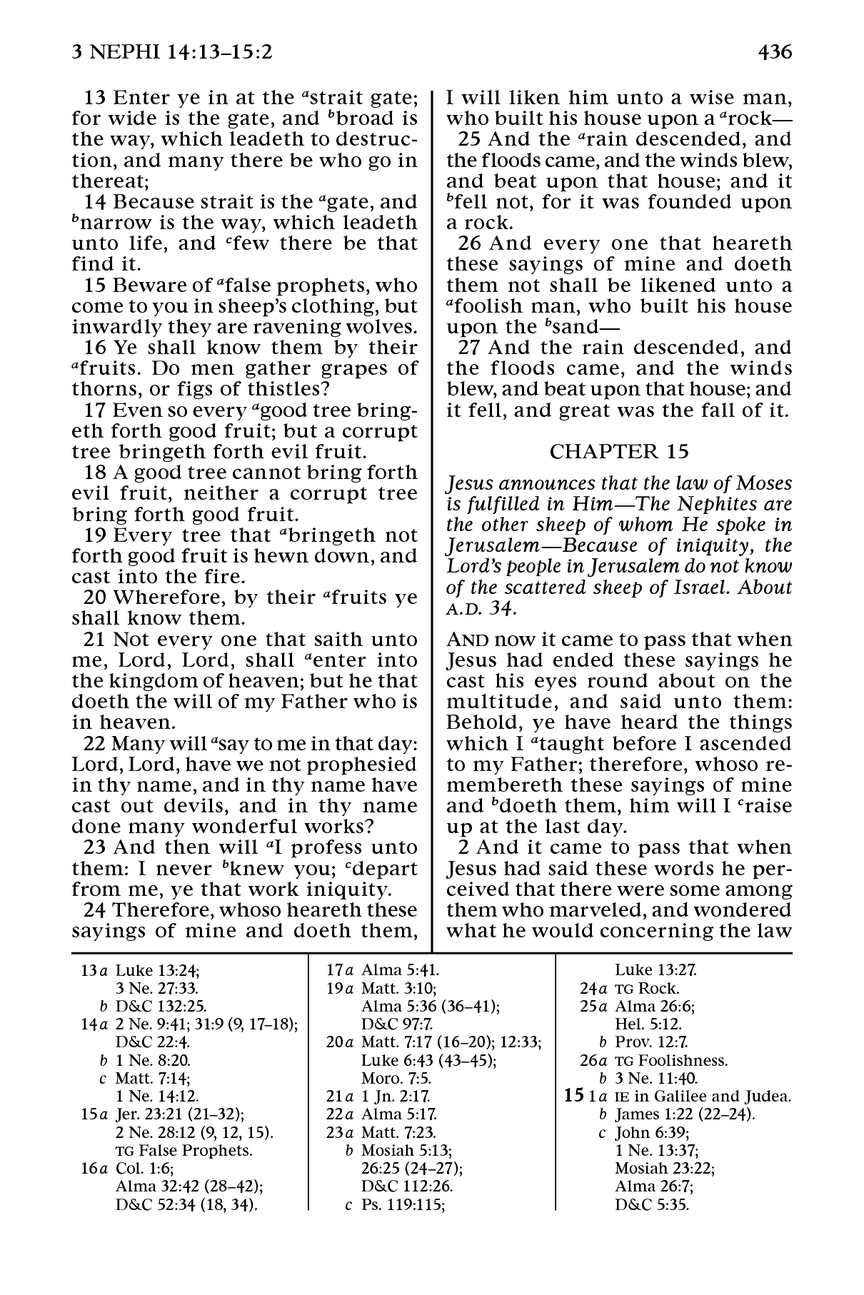 3 NEPHI 14:13–15:2 436
13 Enter ye in at the astrait gate;
for wide is the gate, and bbroad is
the way, which leadeth to destruc-
tion, and many there be who go in
thereat;
14 Because strait is the agate, and
bnarrow is the way, which leadeth
unto life, and cfew there be that
find it.
15 Beware of afalse prophets, who
come to you in sheep’s clothing, but
inwardly they are ravening wolves.
16 Ye shall know them by their
afruits. Do men gather grapes of
thorns, or figs of thistles?
17 Even so every agood tree bring-
eth forth good fruit; but a corrupt
tree bringeth forth evil fruit.
18 A good tree cannot bring forth
evil fruit, neither a corrupt tree
bring forth good fruit.
19 Every tree that abringeth not
forth good fruit is hewn down, and
cast into the fire.
20 Wherefore, by their afruits ye
shall know them.
21 Not every one that saith unto
me, Lord, Lord, shall aenter into
the kingdom of heaven; but he that
doeth the will of my Father who is
in heaven.
22 Many will asay to me in that day:
Lord, Lord, have we not prophesied
in thy name, and in thy name have
cast out devils, and in thy name
done many wonderful works?
23 And then will aI profess unto
them: I never bknew you; cdepart
from me, ye that work iniquity.
24 Therefore, whoso heareth these
sayings of mine and doeth them,
I will liken him unto a wise man,
who built his house upon a arock—
25 And the arain descended, and
the floods came, and the winds blew,
and beat upon that house; and it
bfell not, for it was founded upon
a rock.
26 And every one that heareth
these sayings of mine and doeth
them not shall be likened unto a
afoolish man, who built his house
upon the bsand—
27 And the rain descended, and
the floods came, and the winds
blew, and beat upon that house; and
it fell, and great was the fall of it.
CHAPTER 15
Jesus announces that the law of Moses
is fulfilled in Him—The Nephites are
the other sheep of whom He spoke in
Jerusalem—Because of iniquity, the
Lord’s people in Jerusalem do not know
of the scattered sheep of Israel. About
A.D. 34.
AND now it came to pass that when
Jesus had ended these sayings he
cast his eyes round about on the
multitude, and said unto them:
Behold, ye have heard the things
which I ataught before I ascended
to my Father; therefore, whoso re-
membereth these sayings of mine
and bdoeth them, him will I craise
up at the last day.
2 And it came to pass that when
Jesus had said these words he per-
ceived that there were some among
them who marveled, and wondered
what he would concerning the law
13a Luke 13:24;
3 Ne. 27:33.
b D&C 132:25.
14a 2 Ne. 9:41; 31:9 (9, 17–18);
D&C 22:4.
b 1 Ne. 8:20.
c Matt. 7:14;
1 Ne. 14:12.
15a Jer. 23:21 (21–32);
2 Ne. 28:12 (9, 12, 15).
TG False Prophets.
16a Col. 1:6;
Alma 32:42 (28–42);
D&C 52:34 (18, 34).
17a Alma 5:41.
19a Matt. 3:10;
Alma 5:36 (36–41);
D&C 97:7.
20a Matt. 7:17 (16–20); 12:33;
Luke 6:43 (43–45);
Moro. 7:5.
21a 1 Jn. 2:17.
22a Alma 5:17.
23a Matt. 7:23.
b Mosiah 5:13;
26:25 (24–27);
D&C 112:26.
c Ps. 119:115;
Luke 13:27.
24a TG Rock.
25a Alma 26:6;
Hel. 5:12.
b Prov. 12:7.
26a TG Foolishness.
b 3 Ne. 11:40.
15 1a IE in Galilee and Judea.
b James 1:22 (22–24).
c John 6:39;
1 Ne. 13:37;
Mosiah 23:22;
Alma 26:7;
D&C 5:35.